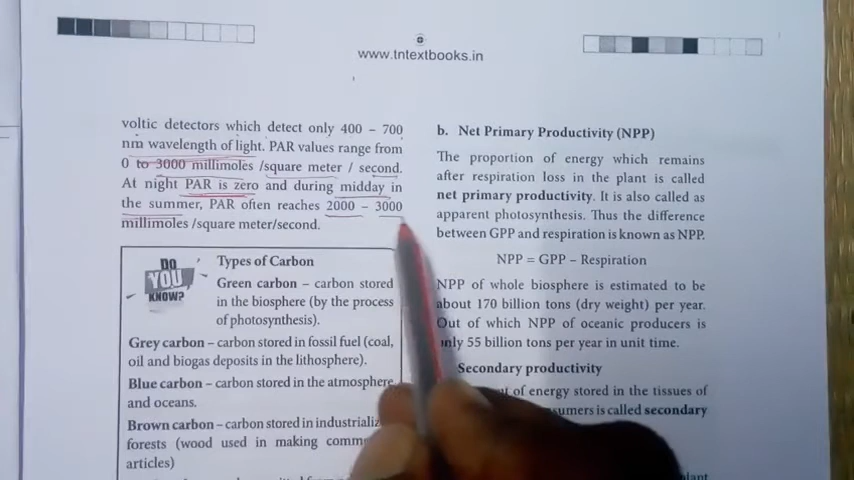 www.tntextbooks.in
voltic detectors which detect only 400 – 700
nm wavelength of light. PAR values range from
0 to 3000 millimoles /square meter / second.
At night PAR is zero and during midday in
the summer, PAR often reaches 2000 – 3000
millimoles /square meter/second.
DO
YOU
KNOW?
Types of Carbon
Green carbon – carbon stored
in the biosphere (by the process
of photosynthesis).
Grey carbon – carbon stored in fossil fuel (coal,
oil and biogas deposits in the lithosphere).
Blue carbon – carbon stored in the atmosphere
and oceans.
Brown carbon – carbon stored in
forests (wood used in making
articles)
b. Net Primary Productivity (NPP)
The proportion of energy which remains
after respiration loss in the plant is called
net primary productivity. It is also called as
apparent photosynthesis. Thus the difference
between GPP and respiration is known as NPP.
NPP = GPP – Respiration
NPP of whole biosphere is estimated to be
about 170 billion tons (dry weight) per year.
Out of which NPP of oceanic producers is
only 55 billion tons per year in unit time.
Secondary productivity
of energy stored in the tissues of
is called secondary